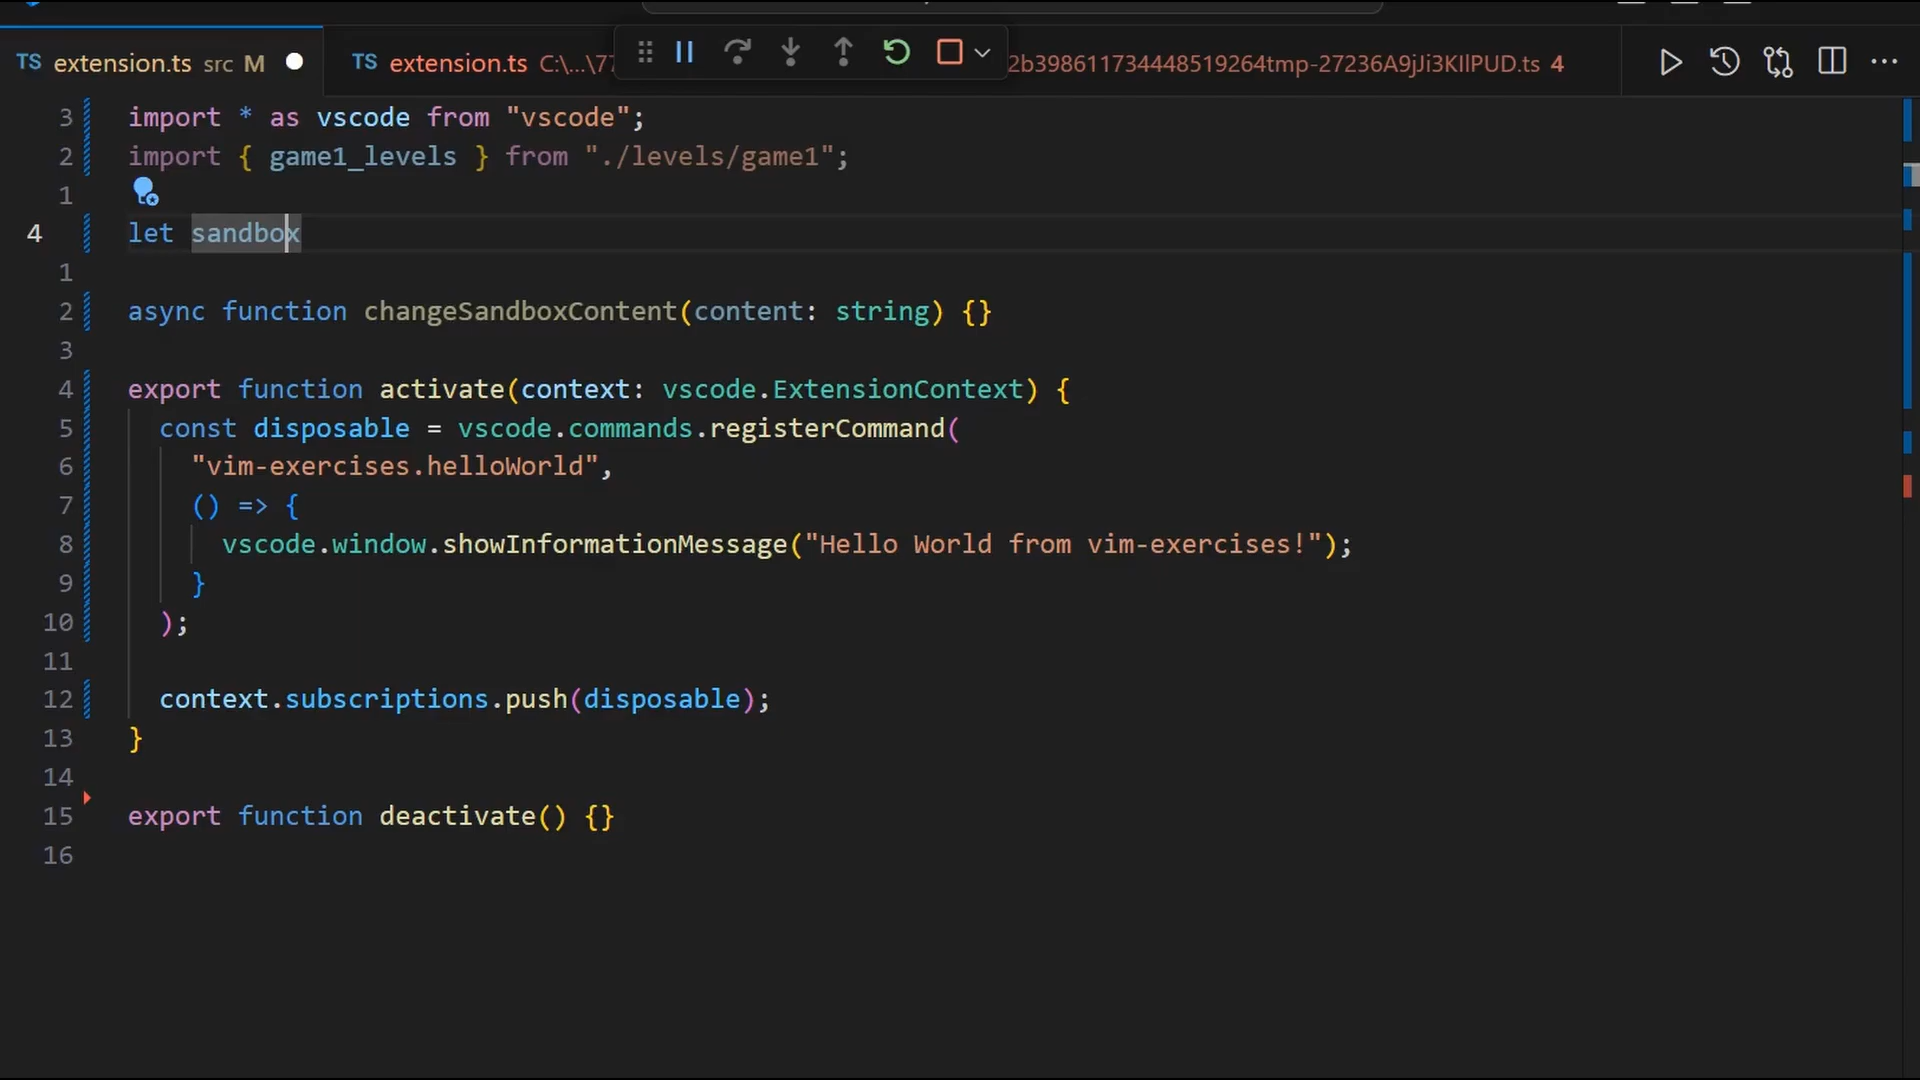 TS extension.ts src M
TS extension.ts C:\...\77
2b398611734448519264tmp-27236A9jJi3KIlPUD.ts 4
3 import * as vscode from "vscode";
2 import { game1_levels } from "./levels/game1";
1
4 let sandbox
1
2 async function changeSandboxContent(content: string) {}
3
4 export function activate(context: vscode.ExtensionContext) {
5 const disposable = vscode.commands.registerCommand(
6 "vim-exercises.helloWorld",
7 () => {
8 vscode.window.showInformationMessage("Hello World from vim-exercises!");
9 }
10 );
11
12 context.subscriptions.push(disposable);
13 }
14
15 export function deactivate() {}
16